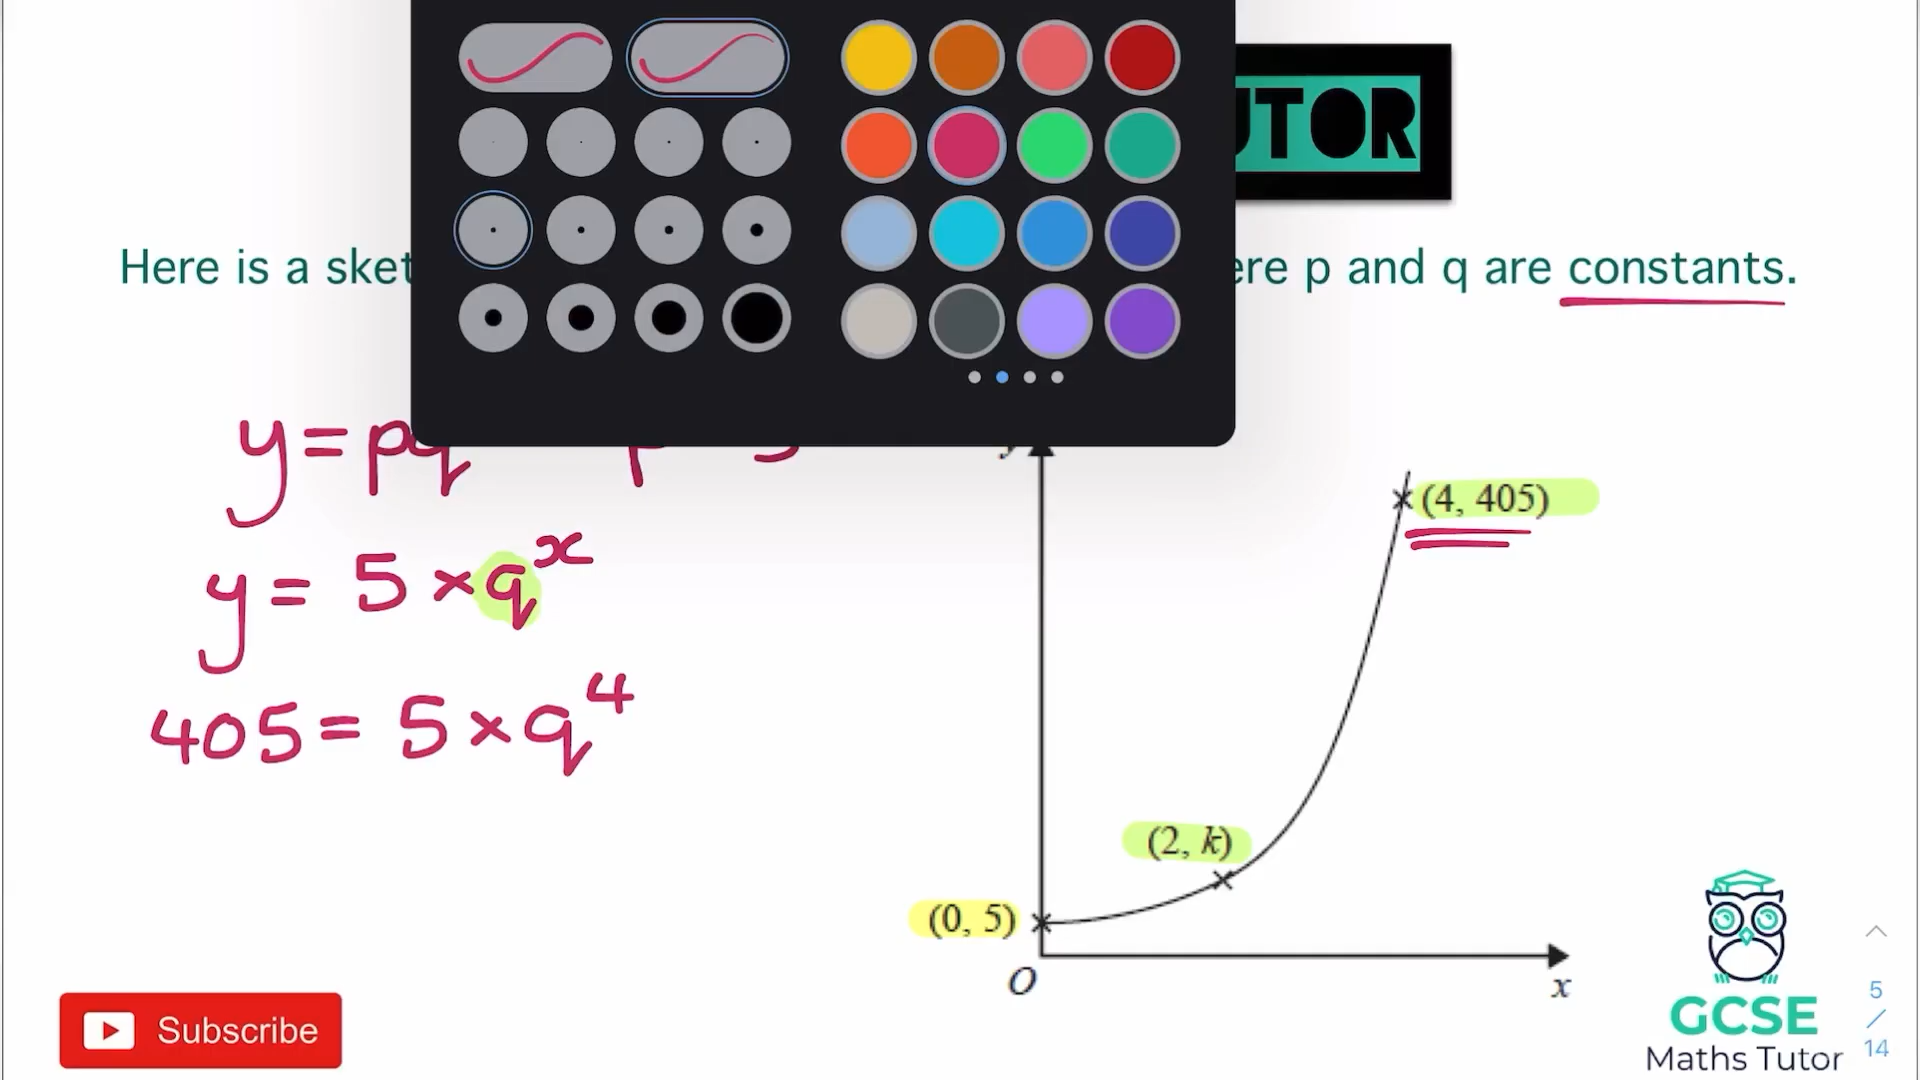 UTOR
Here is a sket ere p and q are constants.
y = pq
y = 5 × q^x
405 = 5 × q^4
y
(4, 405)
(2, k)
(0, 5)
O
x
Subscribe
GCSE
Maths Tutor
5
/
14